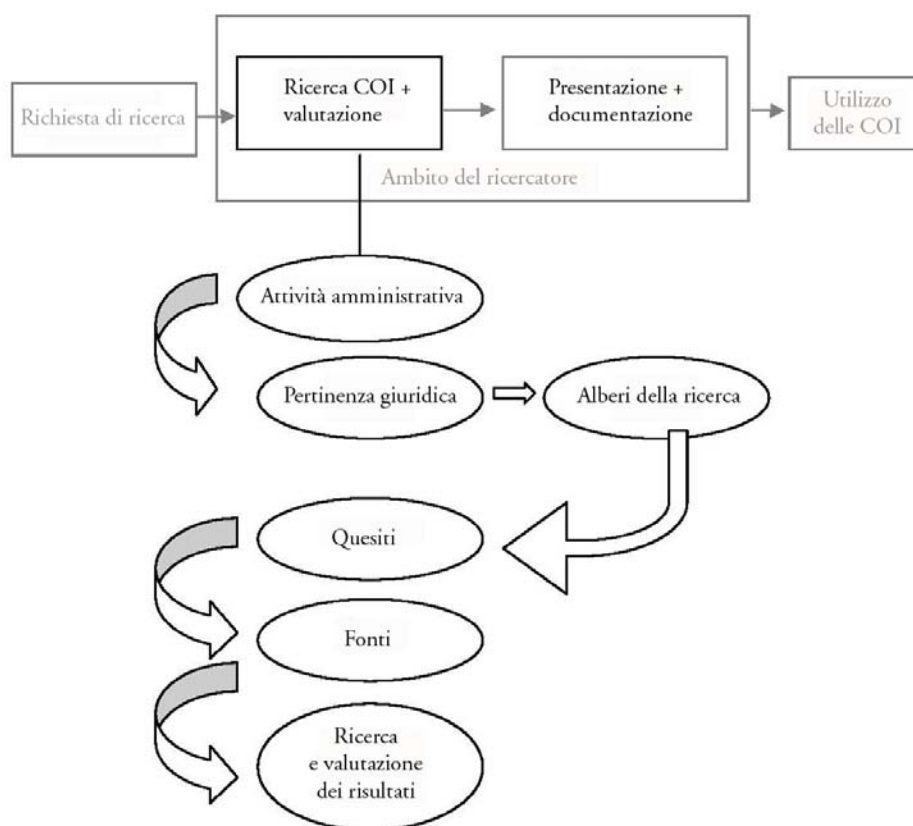 Richiesta di ricerca
Ricerca COI +
valutazione
Presentazione +
documentazione
Utilizzo
delle COI
Ambito del ricercatore
Attività amministrativa
Pertinenza giuridica
Alberi della ricerca
Quesiti
Fonti
Ricerca
e valutazione
dei risultati